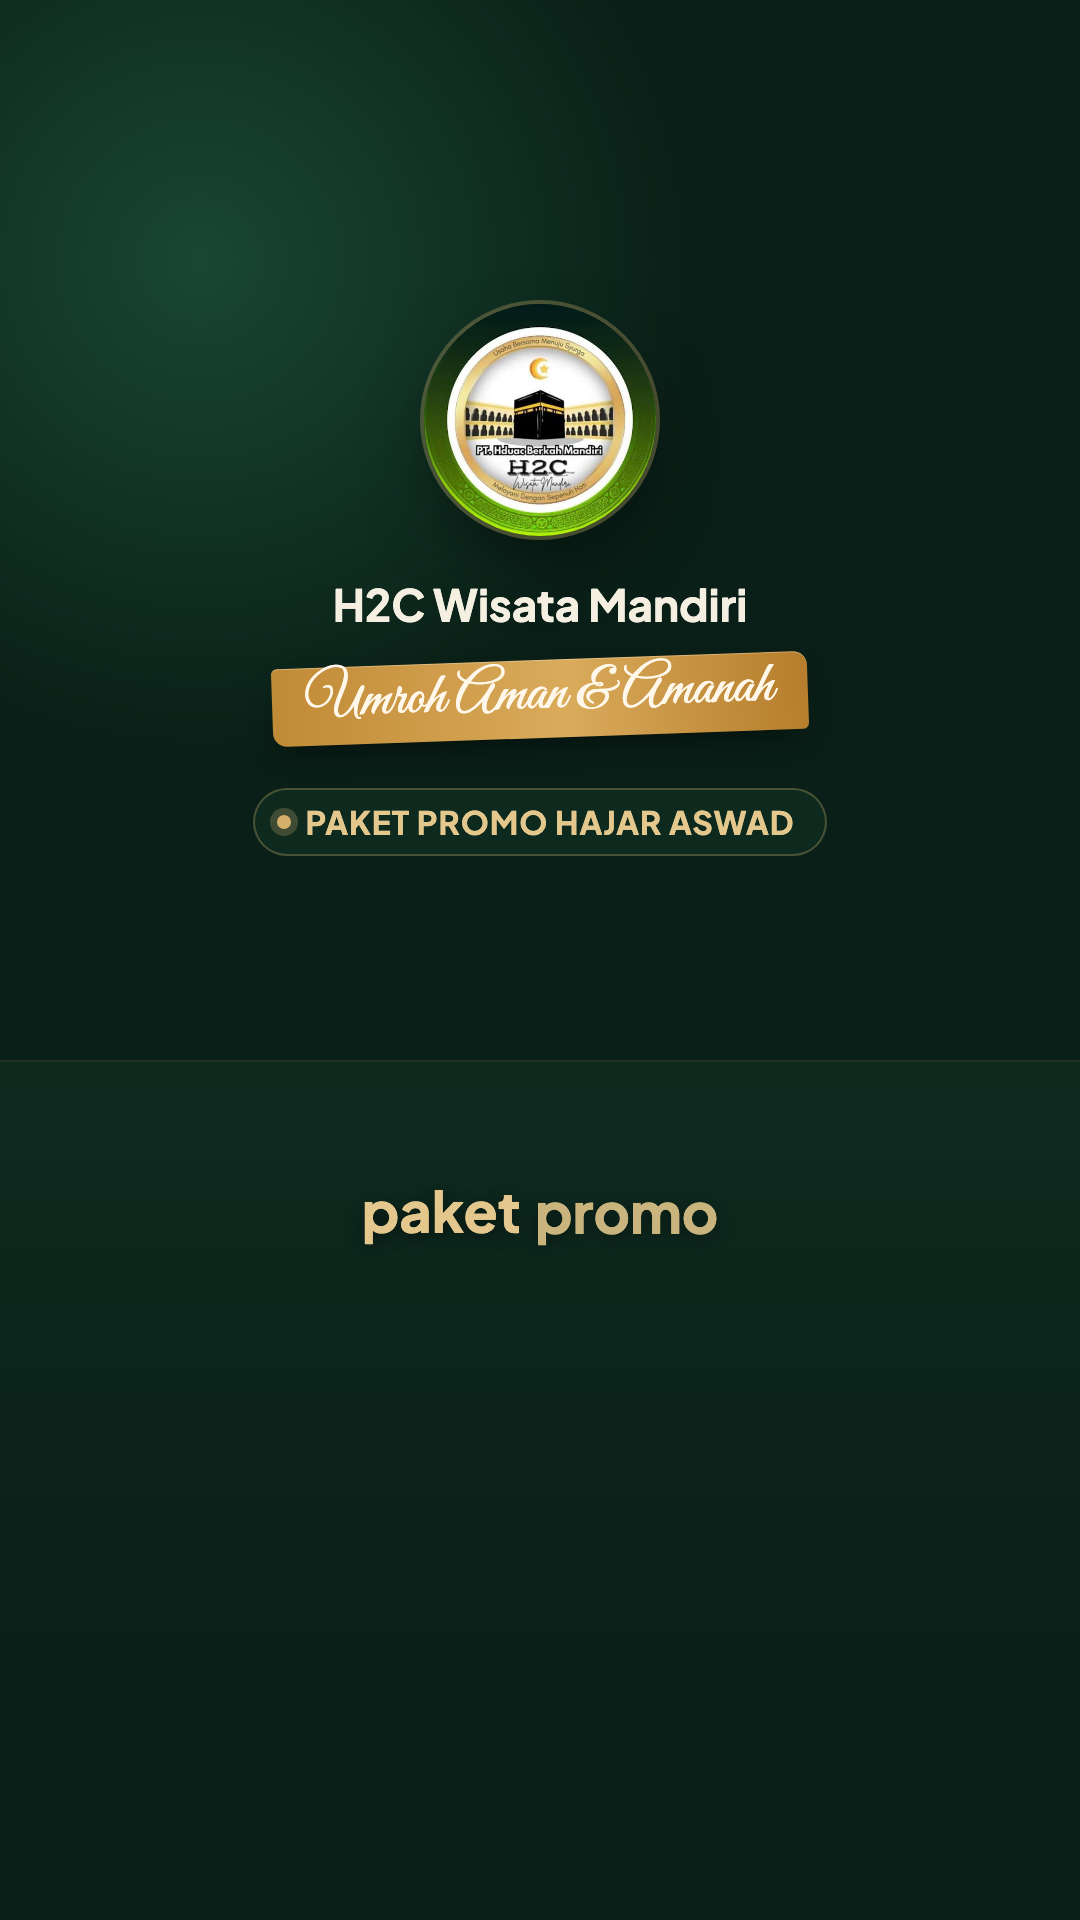 Usaha Bersama Menuju Syurga
PT. Hduac Berkah Mandiri
H2C
Wisata Mandiri
Melayani Dengan Sepenuh Hati
H2C Wisata Mandiri
Umroh Aman & Amanah
PAKET PROMO HAJAR ASWAD
paket promo